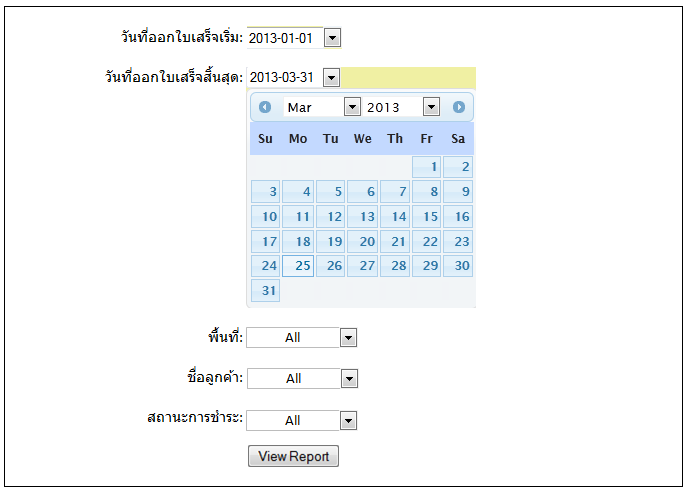 วันที่ออกใบเสร็จเริ่ม: 2013-01-01
วันที่ออกใบเสร็จสิ้นสุด: 2013-03-31
Mar 2013
Su Mo Tu We Th Fr Sa
1 2
3 4 5 6 7 8 9
10 11 12 13 14 15 16
17 18 19 20 21 22 23
24 25 26 27 28 29 30
31
พื้นที่: All
ชื่อลูกค้า: All
สถานะการชำระ: All
View Report